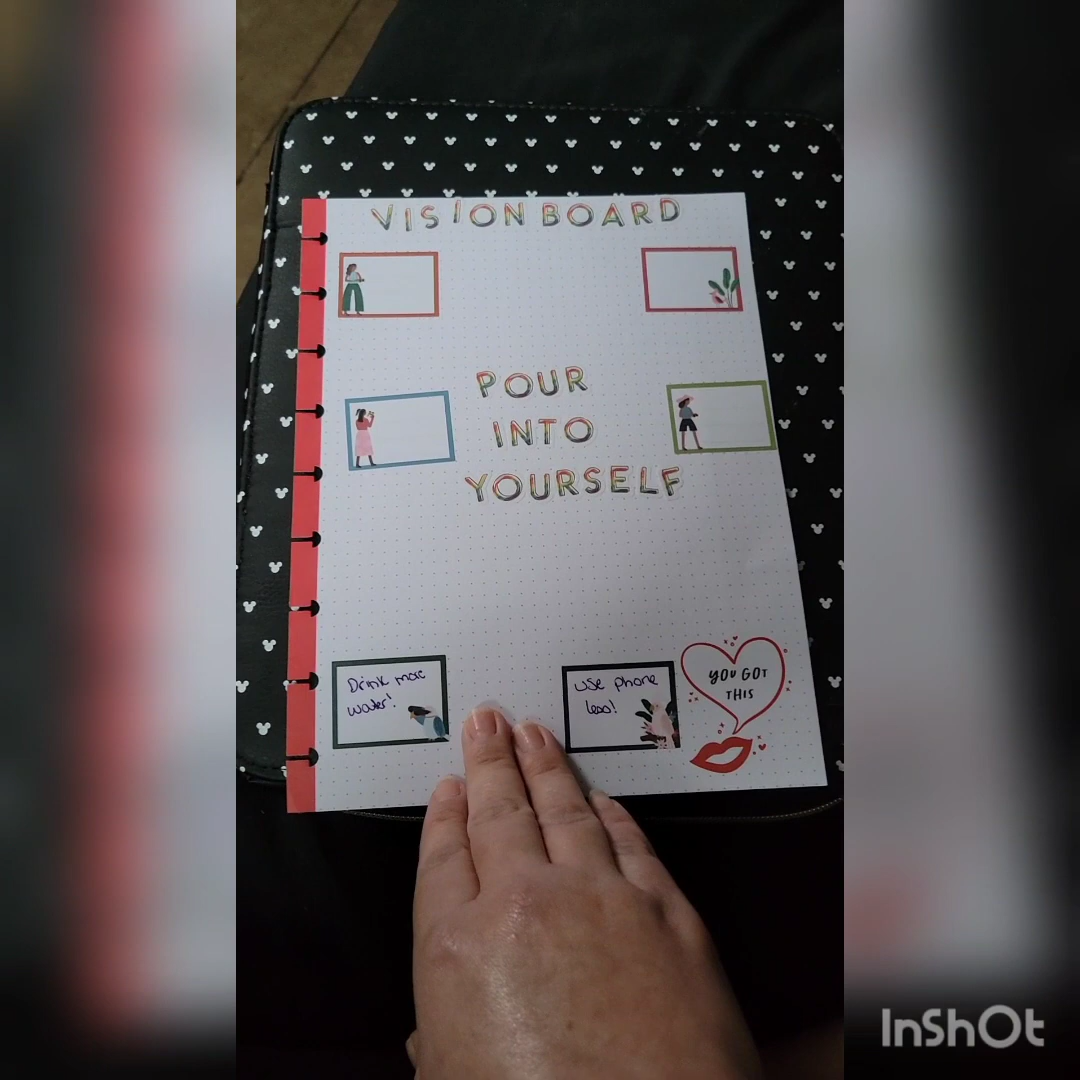 VISION BOARD
POUR
INTO
YOURSELF
Drink more
water!
use phone
less!
YOU GOT
THIS
InShOt